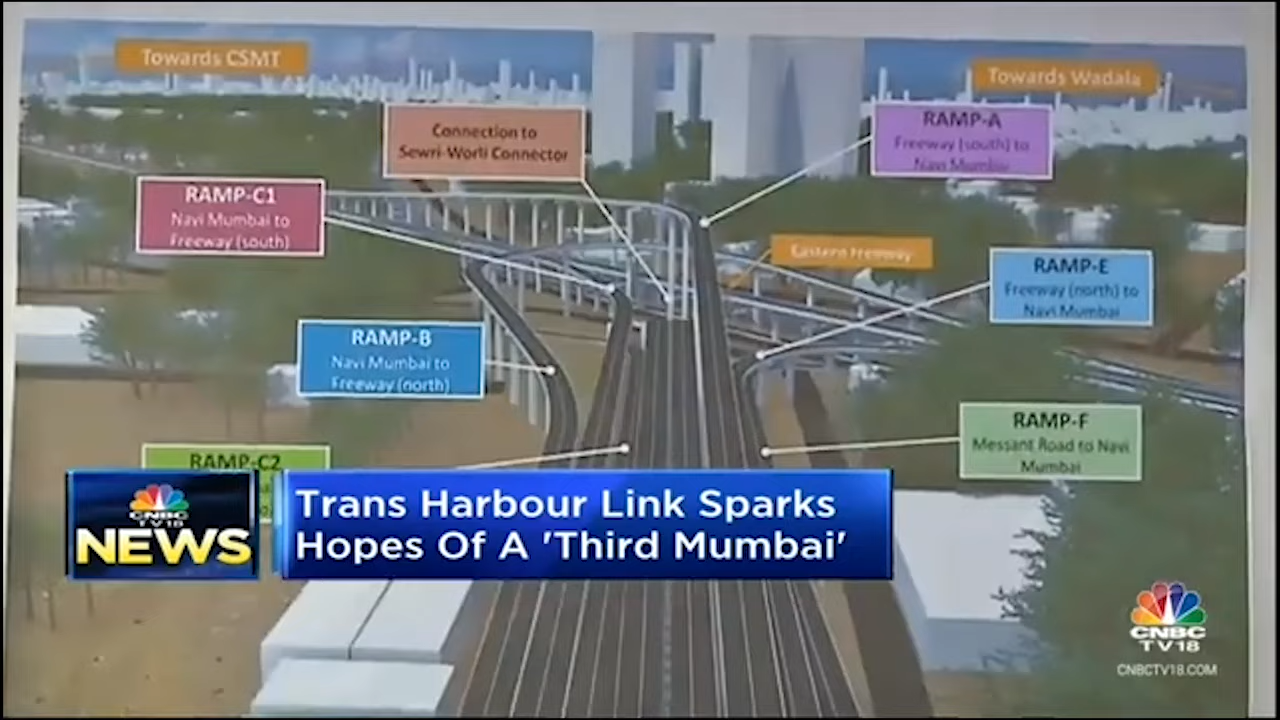 Towards CSMT
Towards Wadala
Connection to
Sewri-Worli Connector
RAMP-A
Freeway (south) to
Navi Mumbai
RAMP-C1
Navi Mumbai to
Freeway (south)
Eastern Freeway
RAMP-E
Freeway (north) to
Navi Mumbai
RAMP-B
Navi Mumbai to
Freeway (north)
RAMP-F
Messant Road to Navi
Mumbai
RAMP-C2
CNBC
TV18
NEWS
Trans Harbour Link Sparks
Hopes Of A 'Third Mumbai'
CNBC
TV18
CNBCTV18.COM